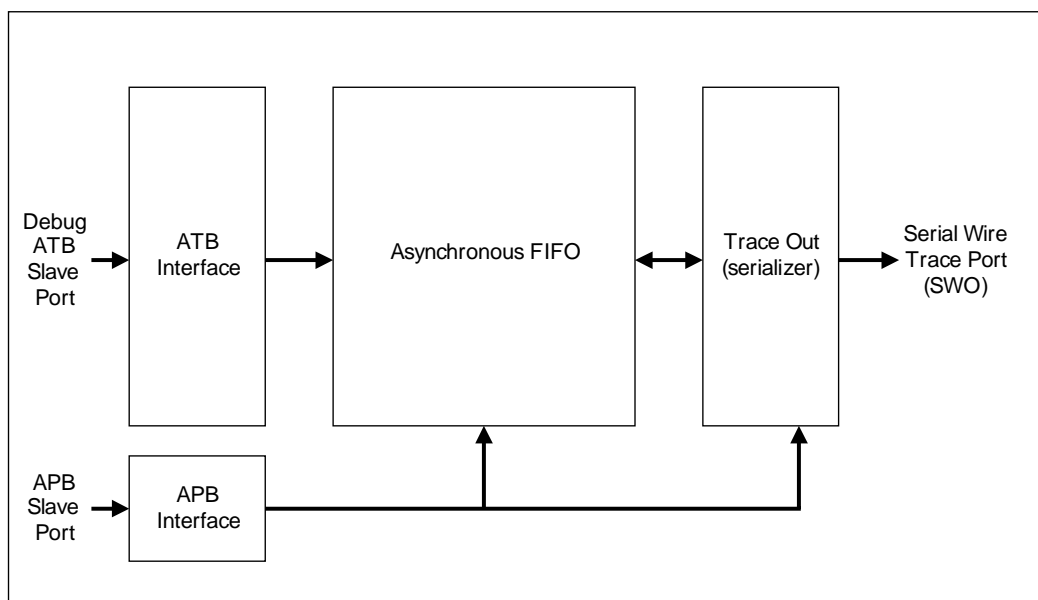 Debug
ATB
Slave
Port
ATB
Interface
Asynchronous FIFO
Trace Out
(serializer)
Serial Wire
Trace Port
(SWO)
APB
Slave
Port
APB
Interface